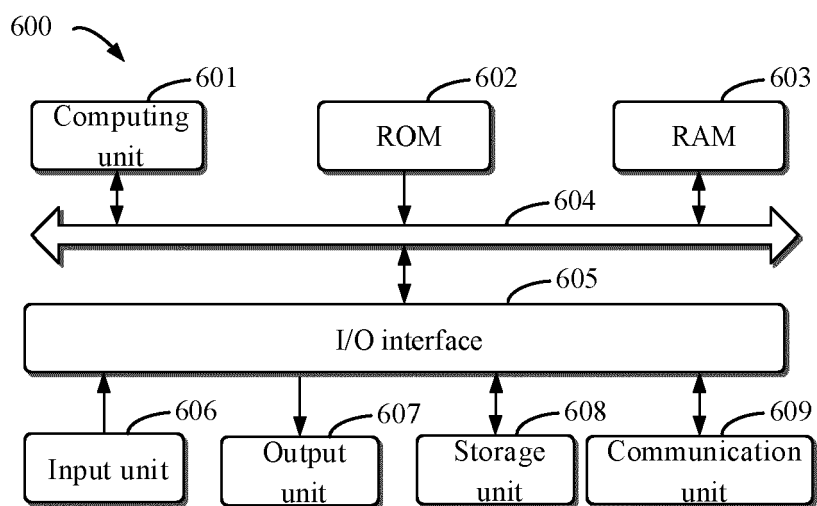 600
601
602
603
Computing
unit
ROM
RAM
604
605
I/O interface
606
607
608
609
Input unit
Output
unit
Storage
unit
Communication
unit